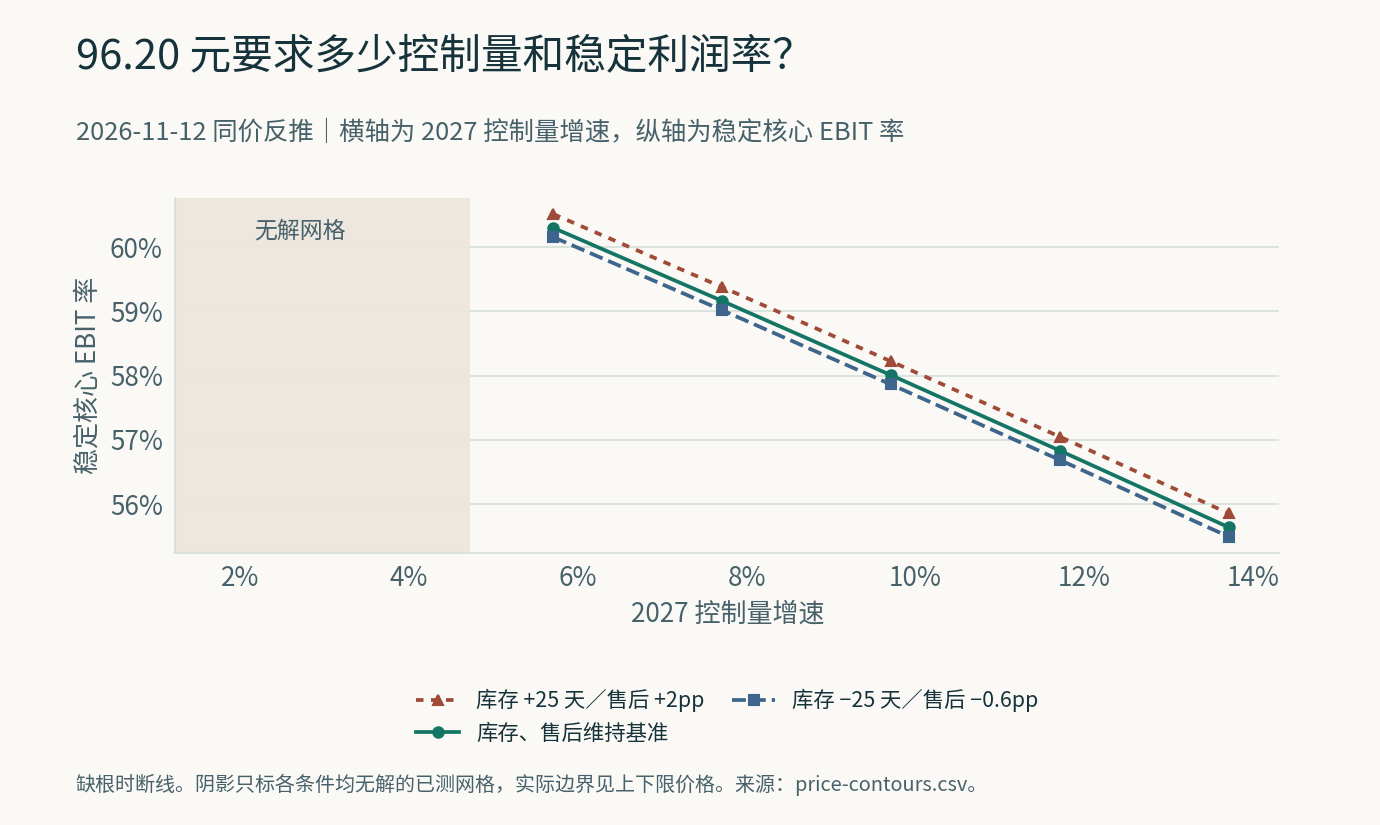 96.20 元要求多少控制量和稳定利润率？
2026-11-12 同价反推｜横轴为 2027 控制量增速，纵轴为稳定核心 EBIT 率
无解网格
60%
59%
58%
57%
56%
稳定核心 EBIT 率
2% 4% 6% 8% 10% 12% 14%
2027 控制量增速
库存 +25 天／售后 +2pp
库存 −25 天／售后 −0.6pp
库存、售后维持基准
缺根时断线。阴影只标各条件均无解的已测网格，实际边界见上下限价格。来源：price-contours.csv。